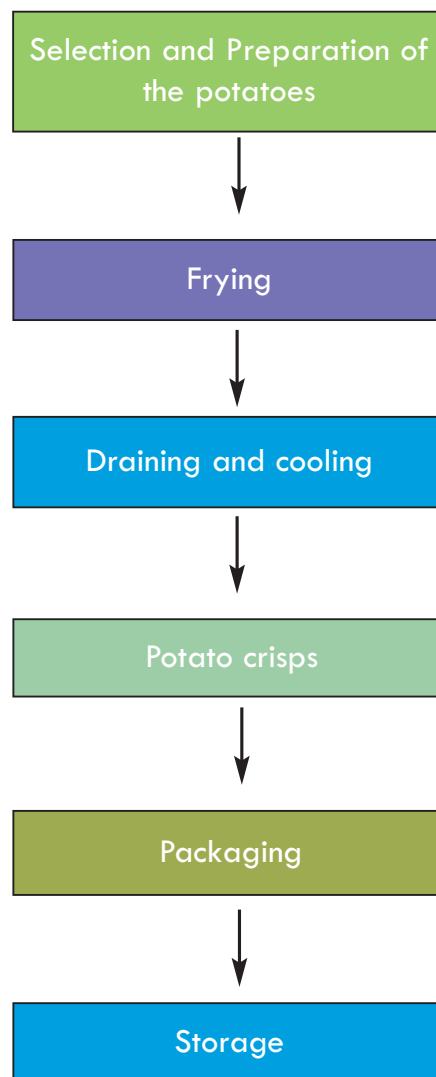 Selection and Preparation of
the potatoes
Frying
Draining and cooling
Potato crisps
Packaging
Storage